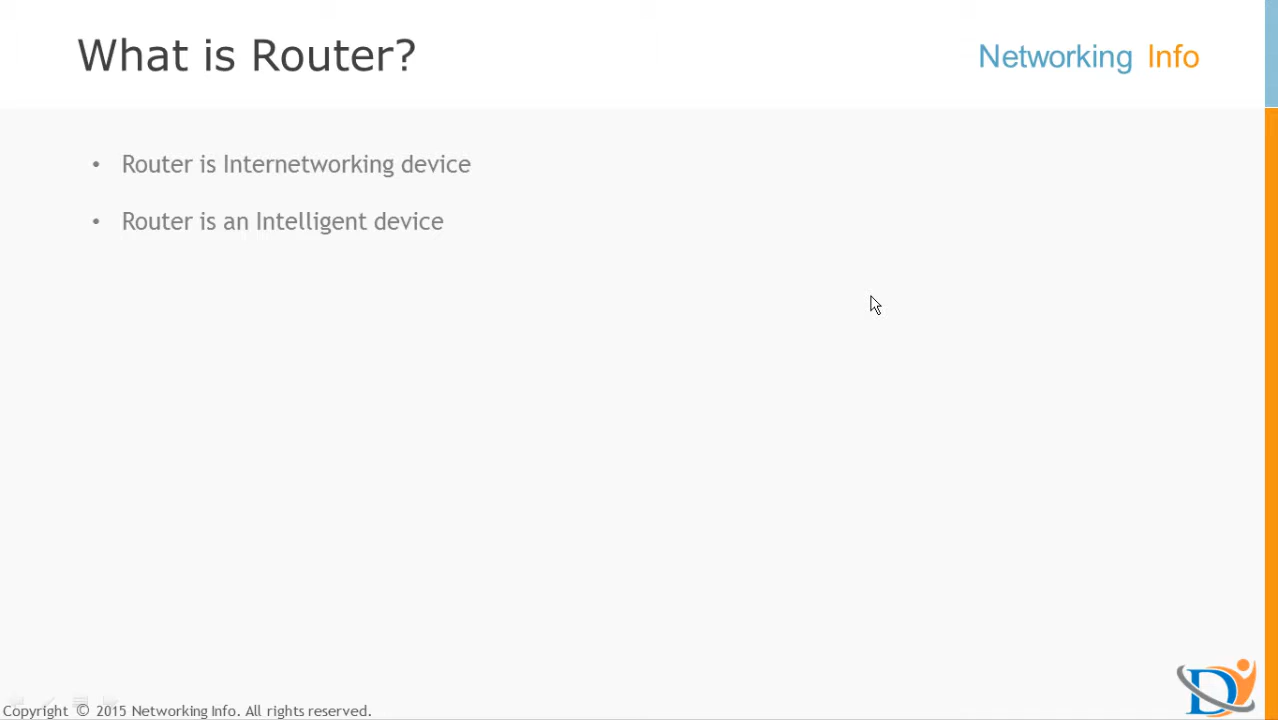 What is Router?
Networking Info
• Router is Internetworking device
• Router is an Intelligent device
D
Copyright © 2015 Networking Info. All rights reserved.